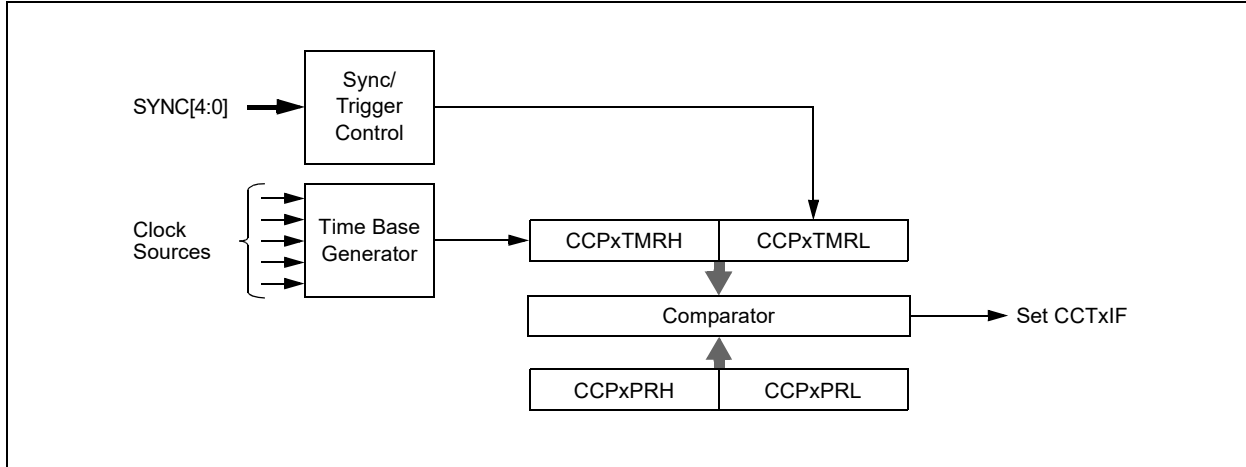 Sync/
Trigger
Control
SYNC[4:0]
Clock
Sources
Time Base
Generator
CCPxTMRH
CCPxTMRL
Comparator
Set CCTxIF
CCPxPRH
CCPxPRL